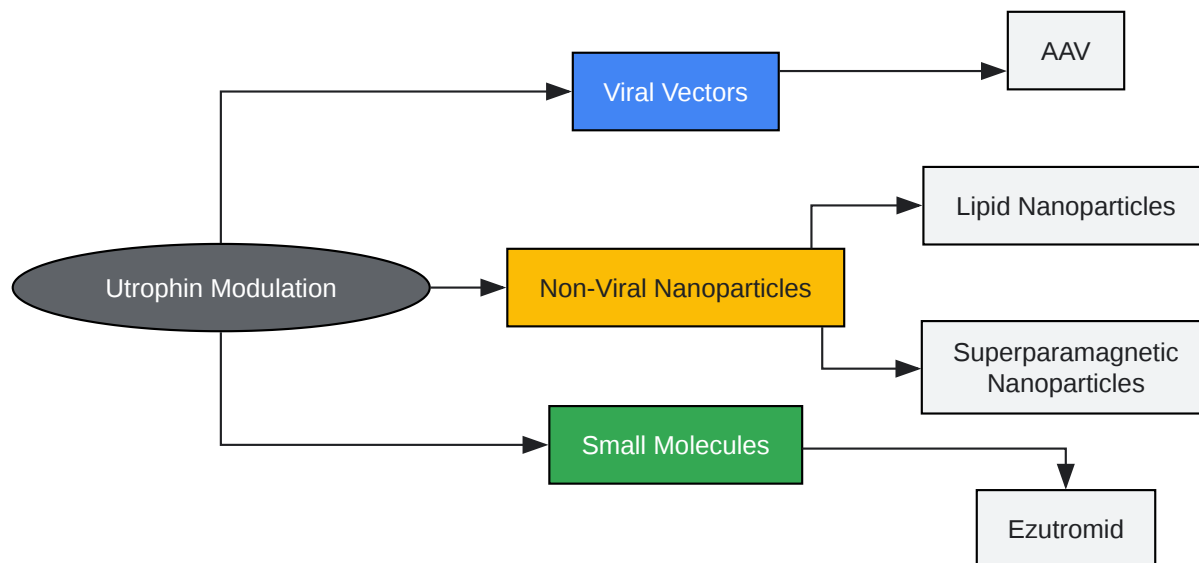 AAV
Viral Vectors
Lipid Nanoparticles
Utrophin Modulation
Non-Viral Nanoparticles
Superparamagnetic
Nanoparticles
Small Molecules
Ezutromid